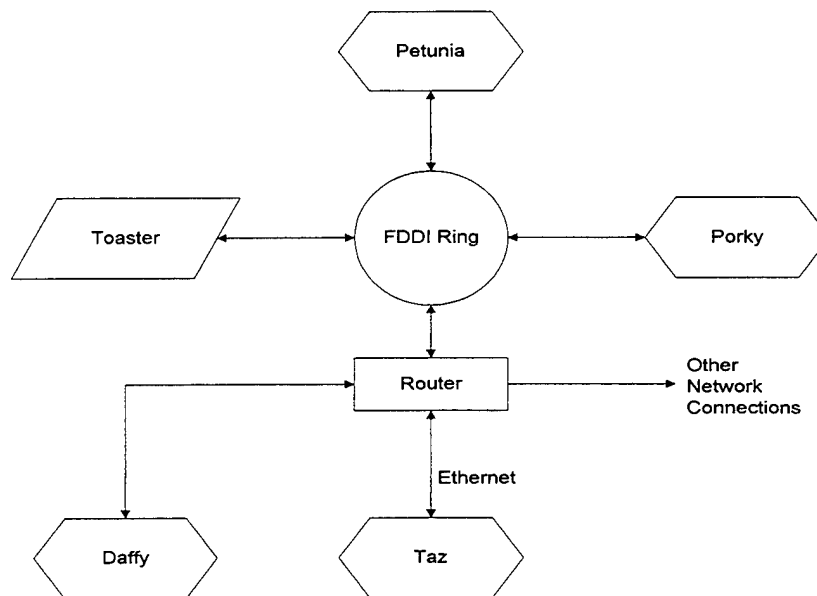 Petunia
Toaster
FDDI Ring
Porky
Router
Other
Network
Connections
Ethernet
Daffy
Taz